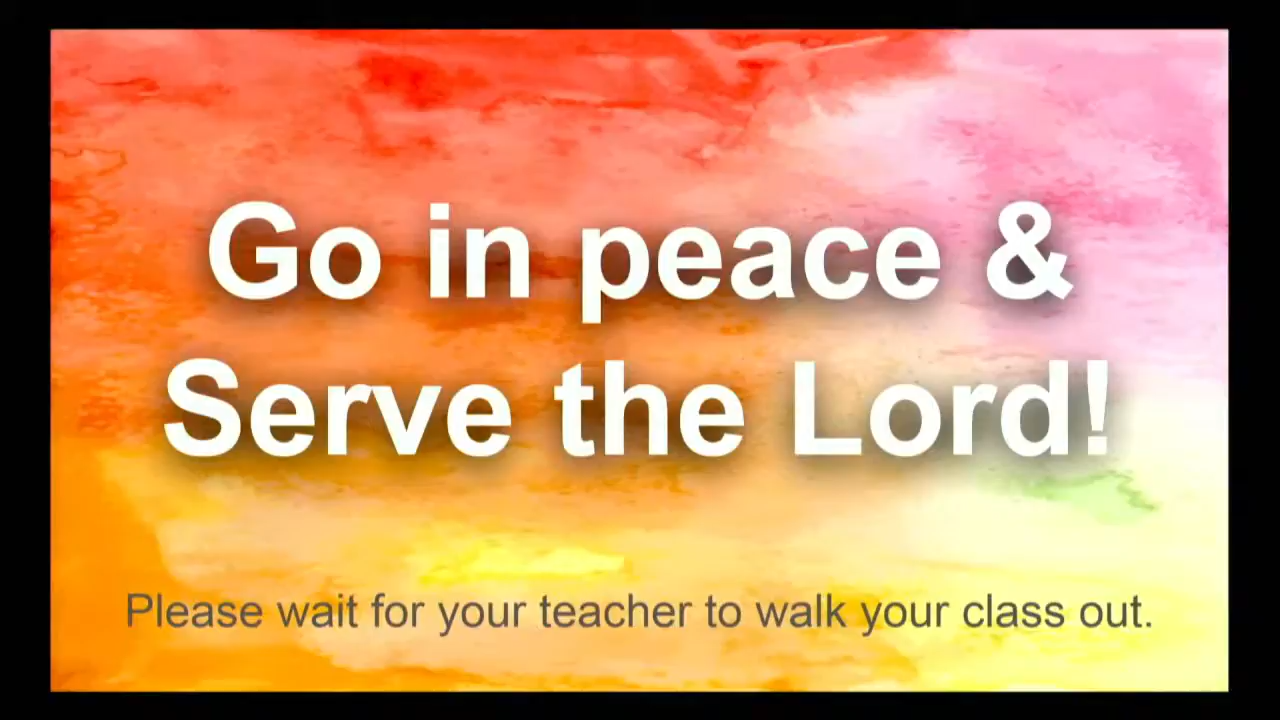 Go in peace &
Serve the Lord!
Please wait for your teacher to walk your class out.